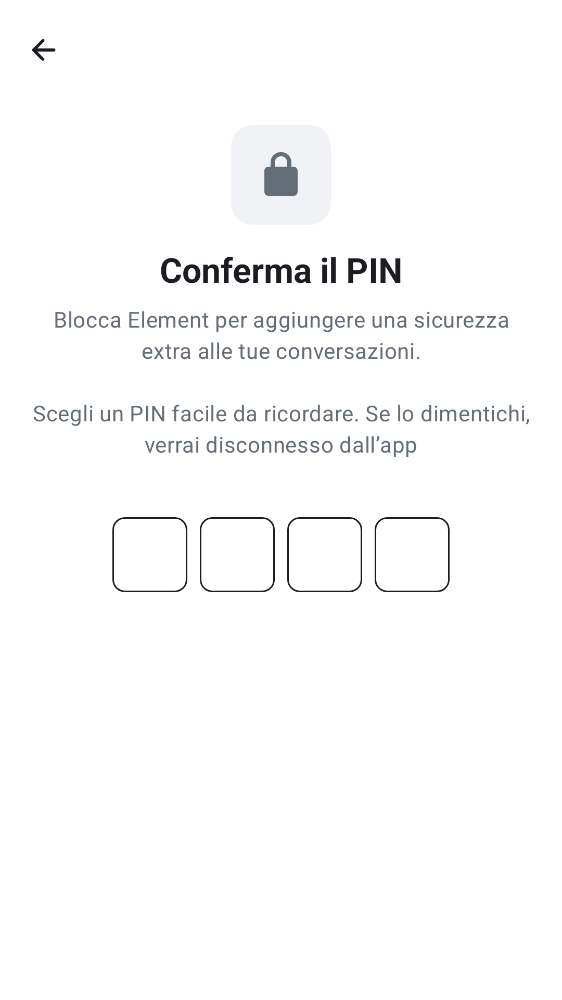 Conferma il PIN
Blocca Element per aggiungere una sicurezza
extra alle tue conversazioni.
Scegli un PIN facile da ricordare. Se lo dimentichi,
verrai disconnesso dall’app